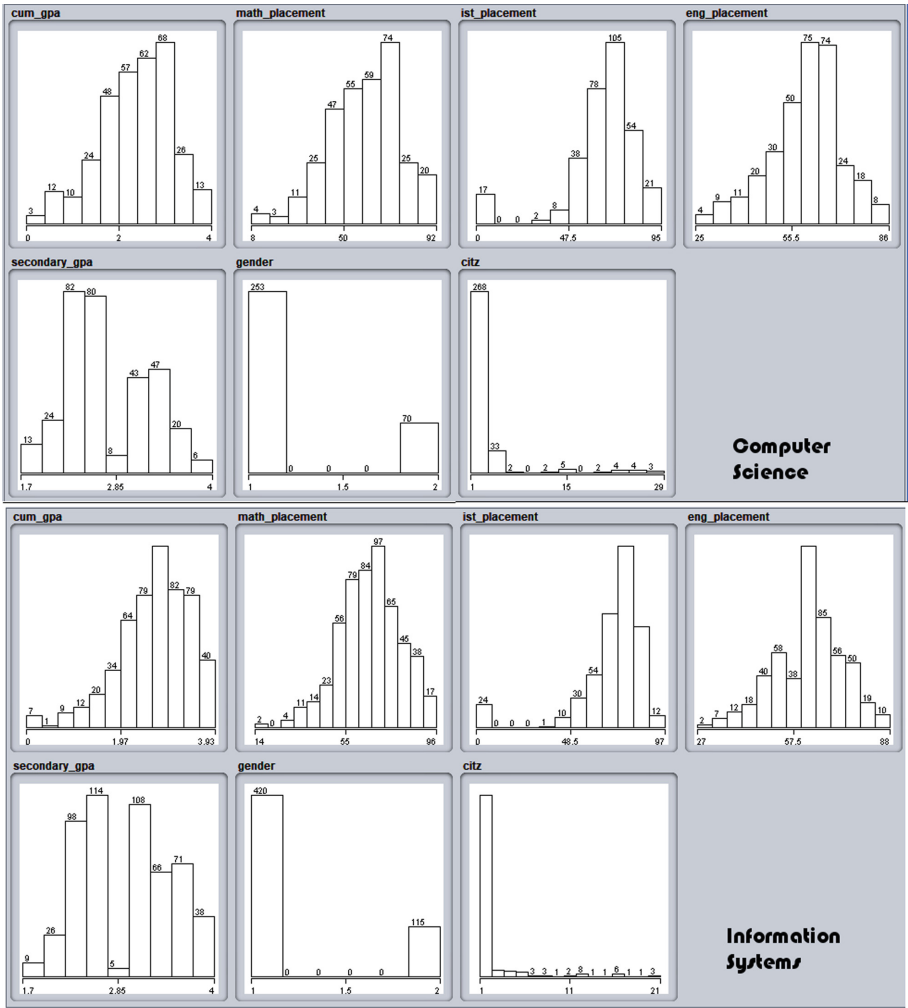 cum_gpa
3 12 10 24 48 57 62 68 26 13
0 2 4
math_placement
4 3 11 25 47 55 59 74 25 20
8 50 92
ist_placement
17 0 0 2 8 38 78 105 54 21
0 47.5 95
eng_placement
4 9 11 20 30 50 75 74 24 18 8
25 55.5 86
secondary_gpa
13 24 82 80 8 43 47 20 6
1.7 2.85 4
gender
253 0 0 0 70
1 1.5 2
citz
268 33 2 0 2 5 0 2 4 4 3
1 15 29
Computer
Science
cum_gpa
7 1 9 12 20 34 64 79 82 79 40
0 1.97 3.93
math_placement
2 0 4 11 14 23 56 79 84 97 65 45 38 17
14 55 96
ist_placement
24 0 0 0 1 10 30 54 12
0 48.5 97
eng_placement
2 7 12 18 40 58 38 85 56 50 19 10
27 57.5 88
secondary_gpa
9 26 98 114 5 108 66 71 38
1.7 2.85 4
gender
420 0 0 0 0 115
1 1.5 2
citz
3 3 1 2 8 1 1 6 1 1 3
1 11 21
Information
Systems